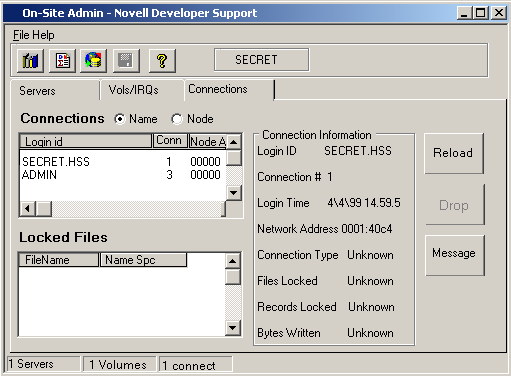 On-Site Admin - Novell Developer Support
File Help
SECRET
Servers Vols/IRQs Connections
Connections Name Node
Login id Conn Node A
SECRET.HSS 1 00000
ADMIN 3 00000
Locked Files
FileName Name Spc
Connection Information
Login ID SECRET.HSS
Connection # 1
Login Time 4\4\99 14.59.5
Network Address 0001:40c4
Connection Type Unknown
Files Locked Unknown
Records Locked Unknown
Bytes Written Unknown
Reload
Drop
Message
1 Servers 1 Volumes 1 connect